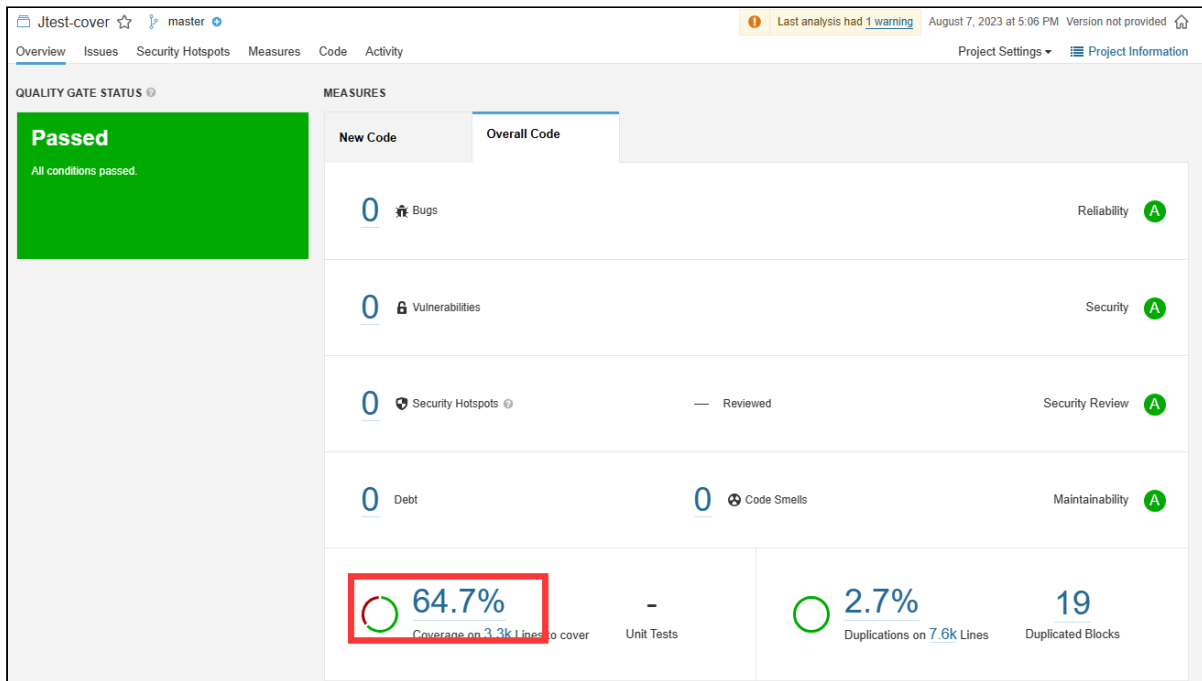 Jtest-cover master Last analysis had 1 warning August 7, 2023 at 5:06 PM Version not provided
Overview Issues Security Hotspots Measures Code Activity Project Settings Project Information
QUALITY GATE STATUS
Passed
All conditions passed.
MEASURES
New Code Overall Code
0 Bugs Reliability A
0 Vulnerabilities Security A
0 Security Hotspots — Reviewed Security Review A
0 Debt 0 Code Smells Maintainability A
64.7% - 2.7% 19
Coverage on 3.3k Lines to cover Unit Tests Duplications on 7.6k Lines Duplicated Blocks